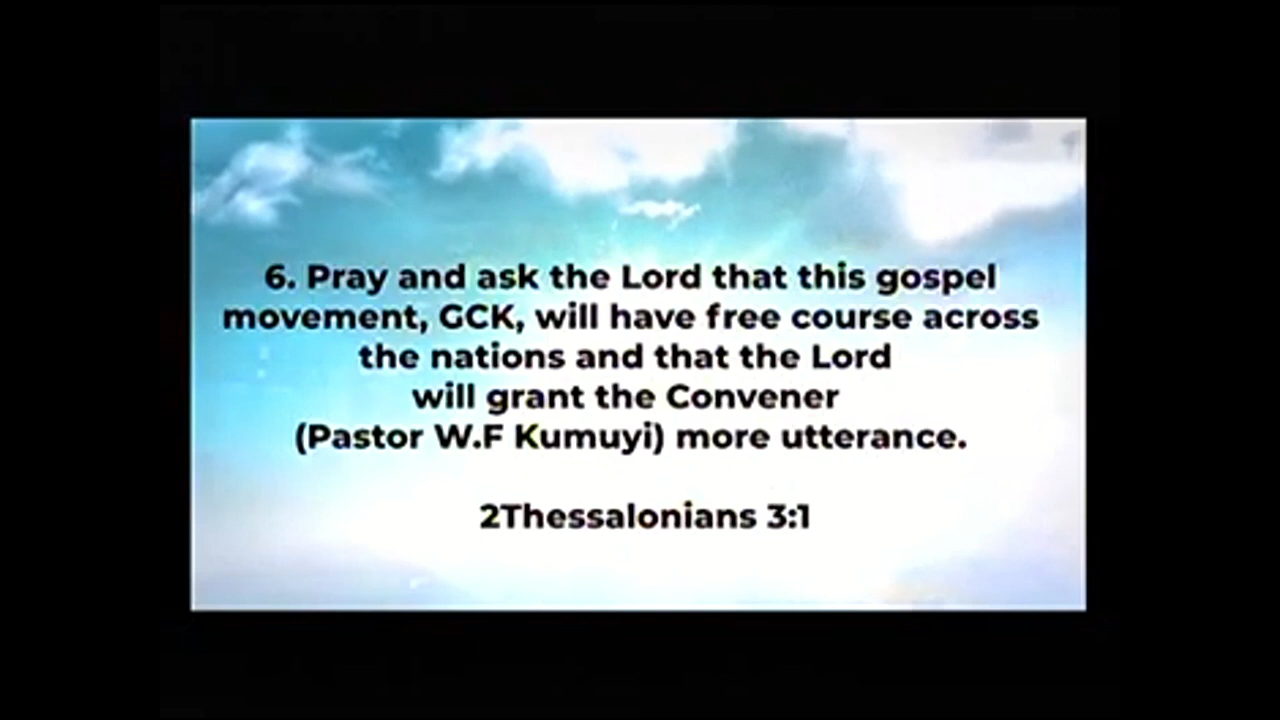 6. Pray and ask the Lord that this gospel
movement, GCK, will have free course across
the nations and that the Lord
will grant the Convener
(Pastor W.F Kumuyi) more utterance.
2Thessalonians 3:1